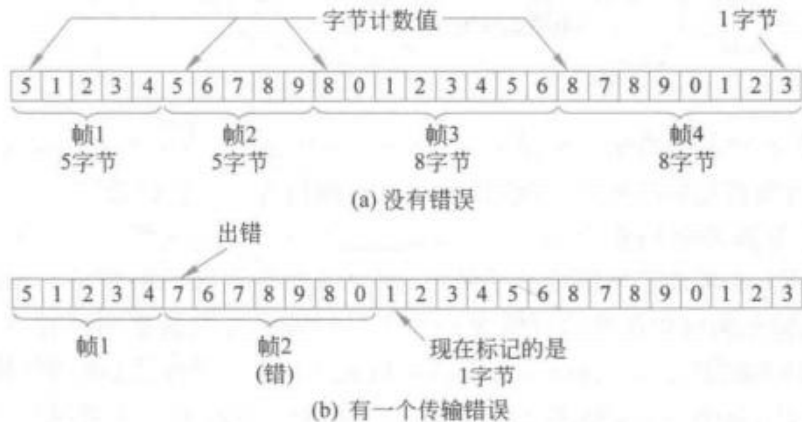 字节计数值 1字节
5 1 2 3 4 5 6 7 8 9 8 0 1 2 3 4 5 6 8 7 8 9 0 1 2 3
帧1 帧2 帧3 帧4
5字节 5字节 8字节 8字节
(a) 没有错误
出错
5 1 2 3 4 7 6 7 8 9 8 0 1 2 3 4 5 6 8 7 8 9 0 1 2 3
帧1 帧2 现在标记的是
(错) 1字节
(b) 有一个传输错误